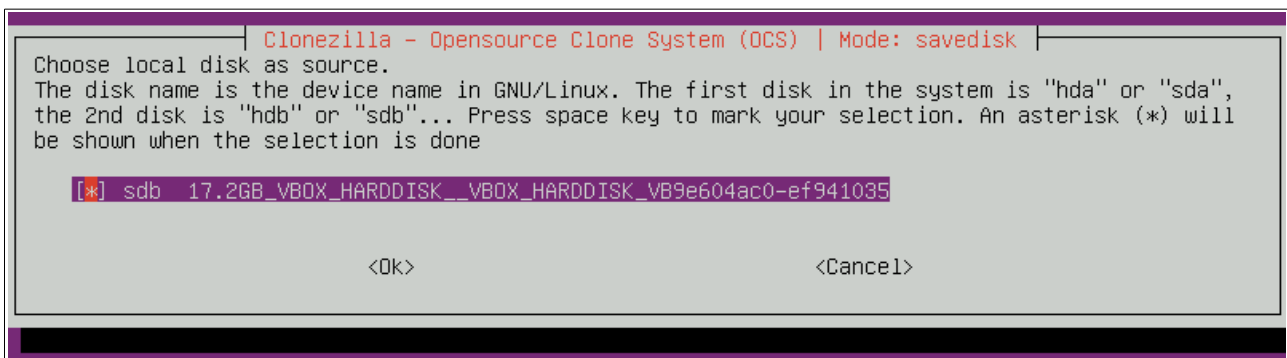 Clonezilla - Opensource Clone System (OCS) | Mode: savedisk
Choose local disk as source.
The disk name is the device name in GNU/Linux. The first disk in the system is "hda" or "sda",
the 2nd disk is "hdb" or "sdb"... Press space key to mark your selection. An asterisk (*) will
be shown when the selection is done
[*] sdb  17.2GB_VBOX_HARDDISK__VBOX_HARDDISK_VB9e604ac0-ef941035
<Ok> <Cancel>